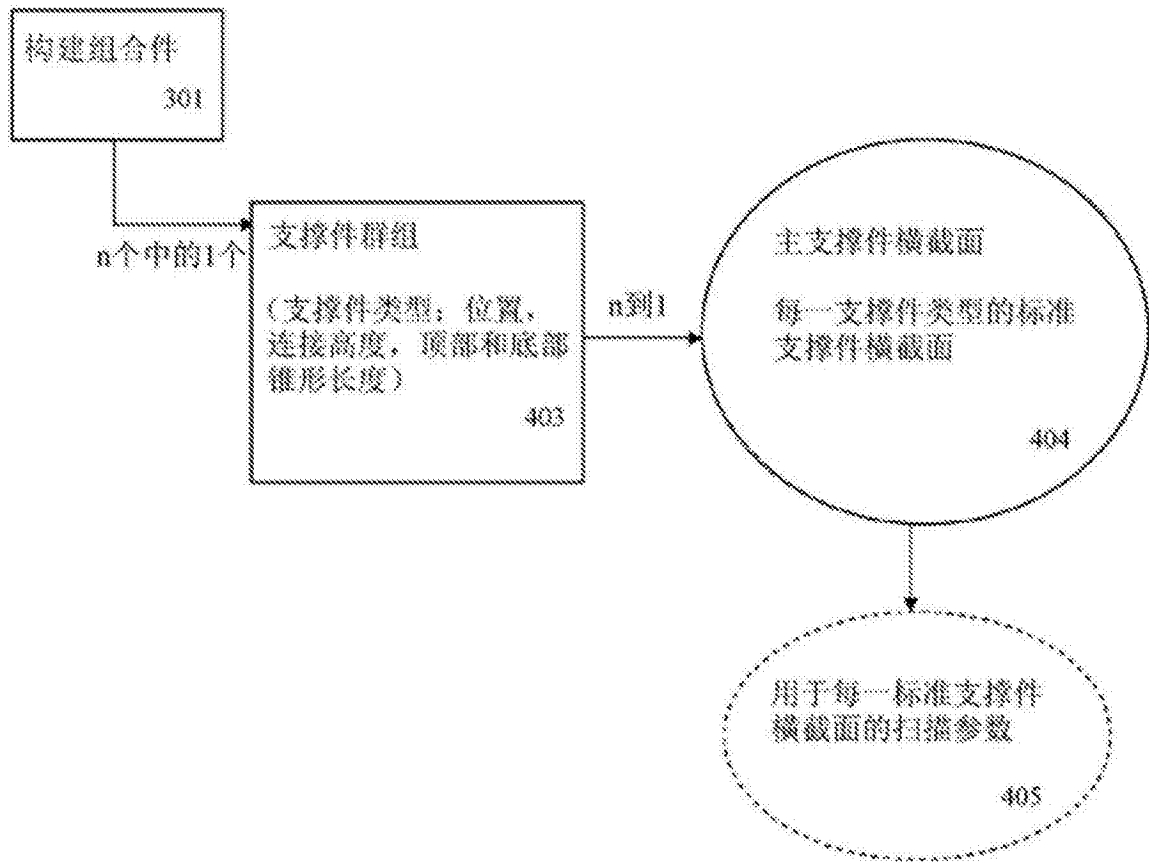 构建组合件
301
n个中的1个
支撑件群组
（支撑件类型；位置，
连接高度，顶部和底部
锥形长度）
403
n到1
主支撑件横截面
每一支撑件类型的标准
支撑件横截面
404
用于每一标准支撑件
横截面的扫描参数
405